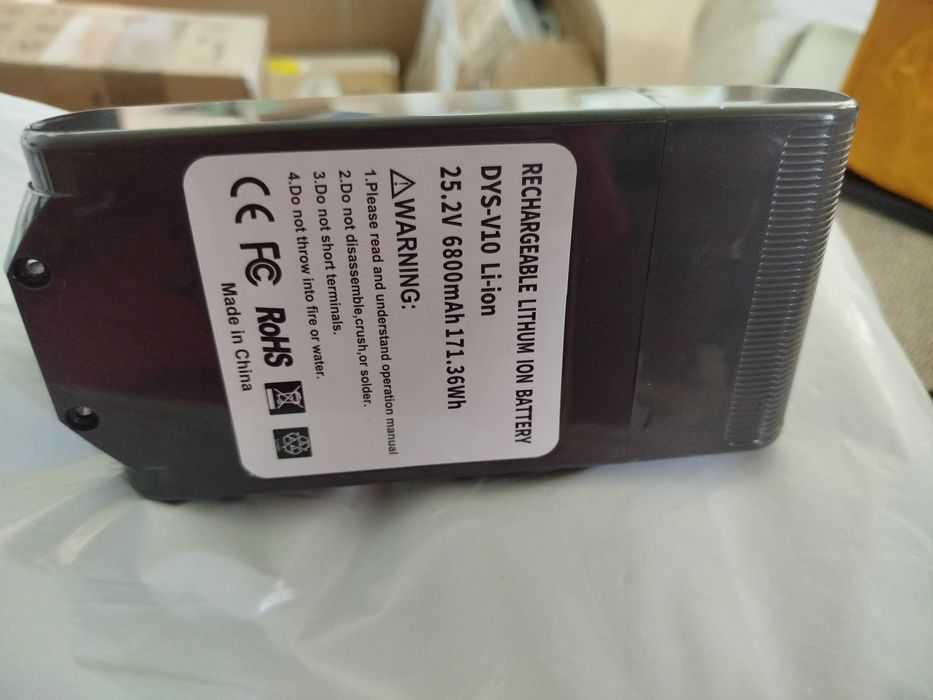 RECHARGEABLE LITHUM ION BATTERY
DYS-V10 Li-ion
25.2V 6800mAh 171.36Wh
⚠WARNING:
1.Please read and understand operation manual
2.Do not disassemble,crush,or solder.
3.Do not short terminals.
4.Do not throw into fire or water.
CE FC RoHS
Made in China